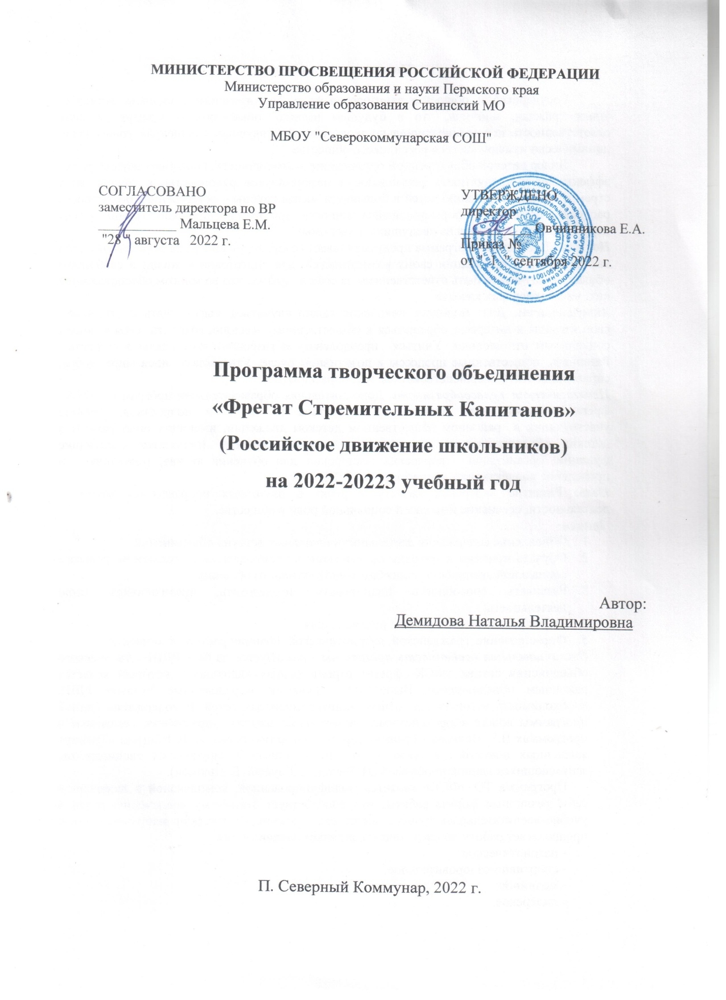 МИНИСТЕРСТВО ПРОСВЕЩЕНИЯ РОССИЙСКОЙ ФЕДЕРАЦИИ
Министерство образования и науки Пермского края
Управление образования Сивинский МО
МБОУ "Северокоммунарская СОШ"
СОГЛАСОВАНО
заместитель директора по ВР
___________ Мальцева Е.М.
"28" августа 2022 г.
УТВЕРЖДЕНО
директор
__________ Овчинникова Е.А.
Приказ №
от "1" сентября 2022 г.
Программа творческого объединения
«Фрегат Стремительных Капитанов»
(Российское движение школьников)
на 2022-20223 учебный год
Автор:
Демидова Наталья Владимировна
П. Северный Коммунар, 2022 г.